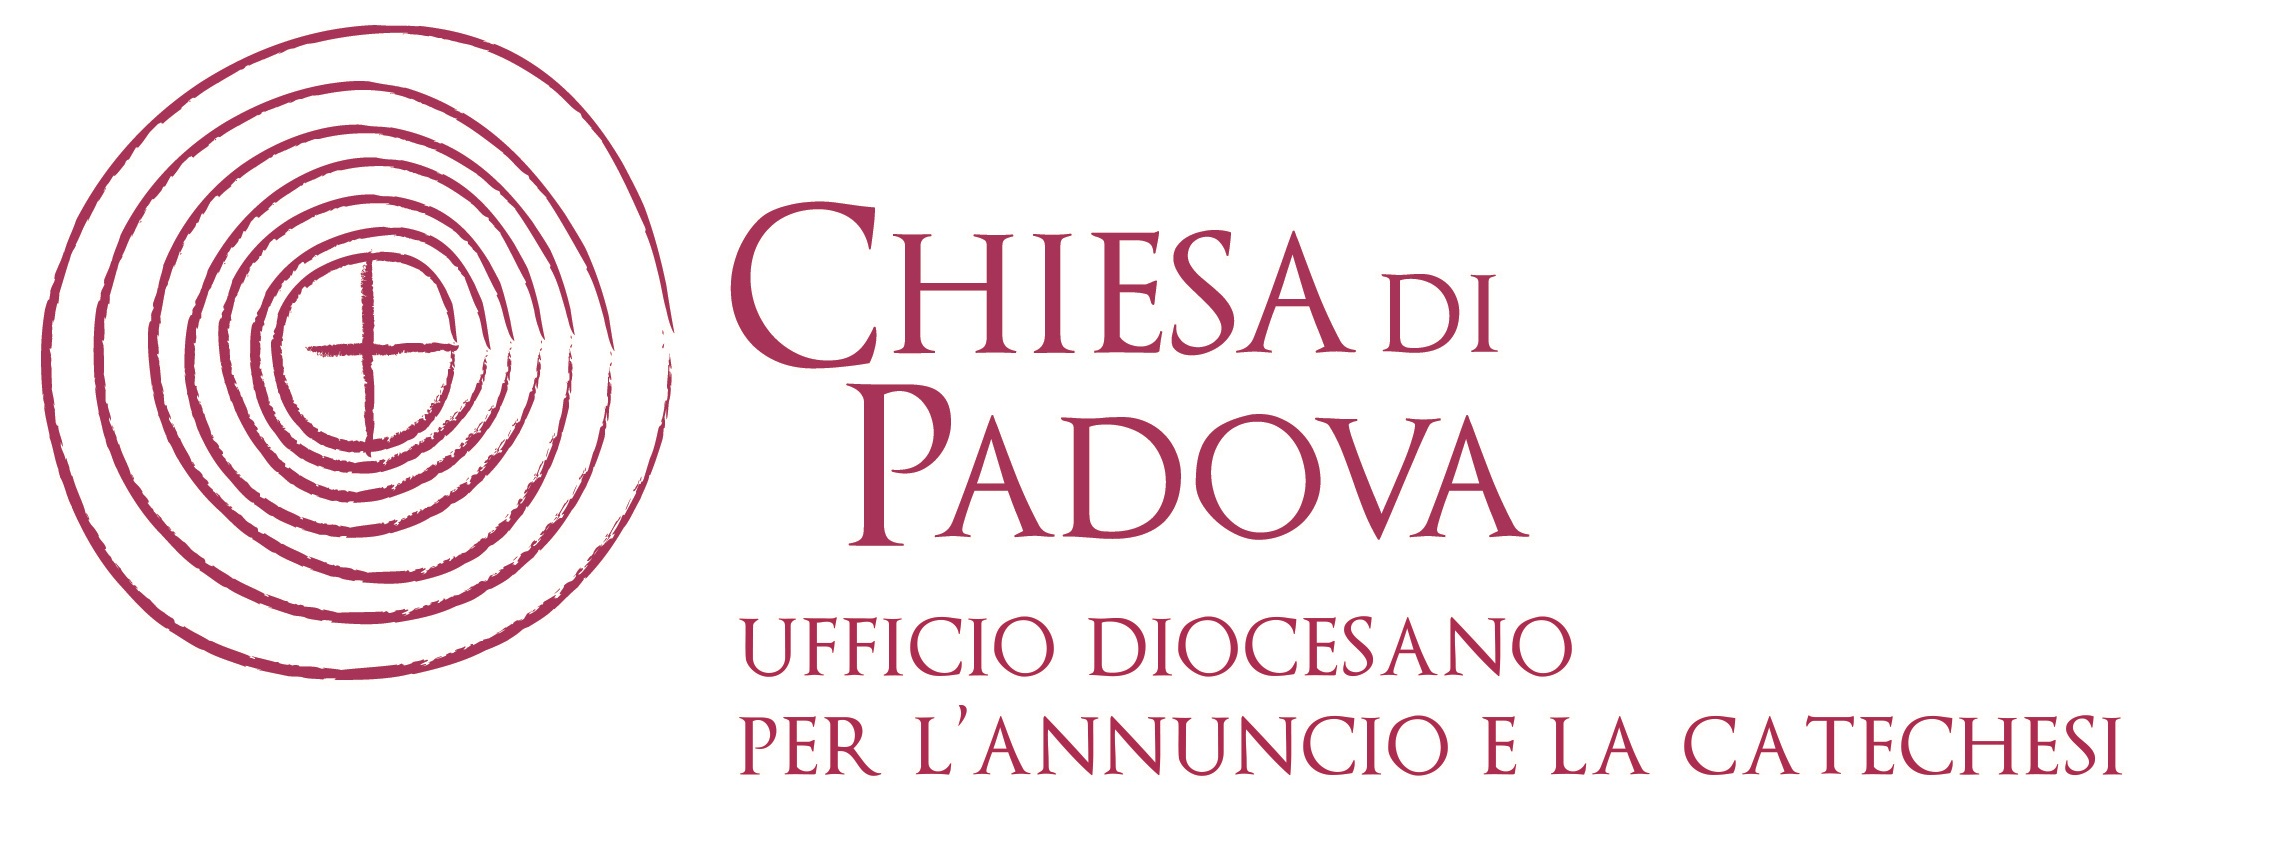 CHIESA DI
PADOVA
UFFICIO DIOCESANO
PER L'ANNUNCIO E LA CATECHESI